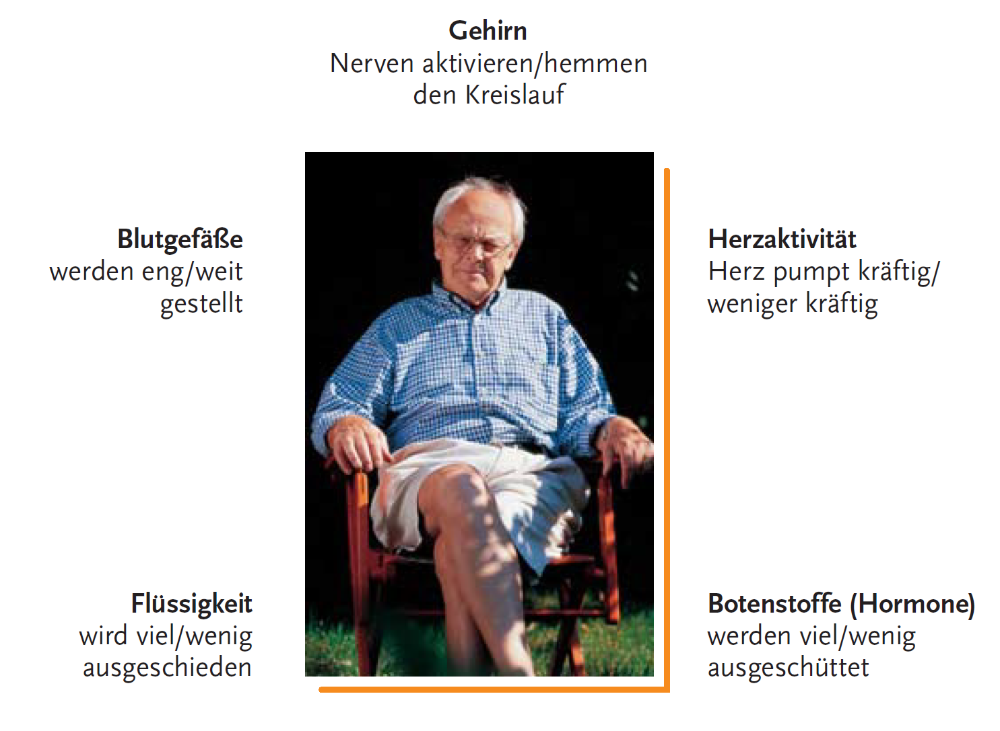 Gehirn
Nerven aktivieren/hemmen
den Kreislauf
Blutgefäße
werden eng/weit
gestellt
Herzaktivität
Herz pumpt kräftig/
weniger kräftig
Flüssigkeit
wird viel/wenig
ausgeschieden
Botenstoffe (Hormone)
werden viel/wenig
ausgeschüttet